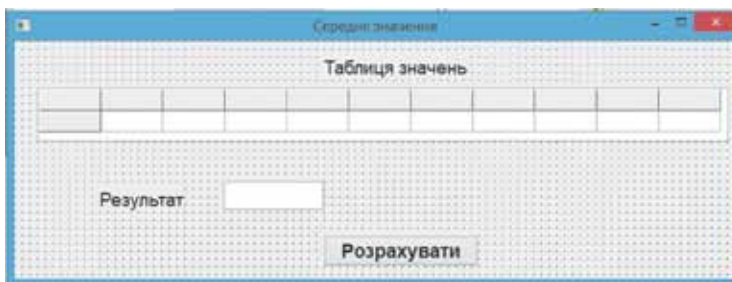 Середнє значення
Таблиця значень
Результат
Розрахувати